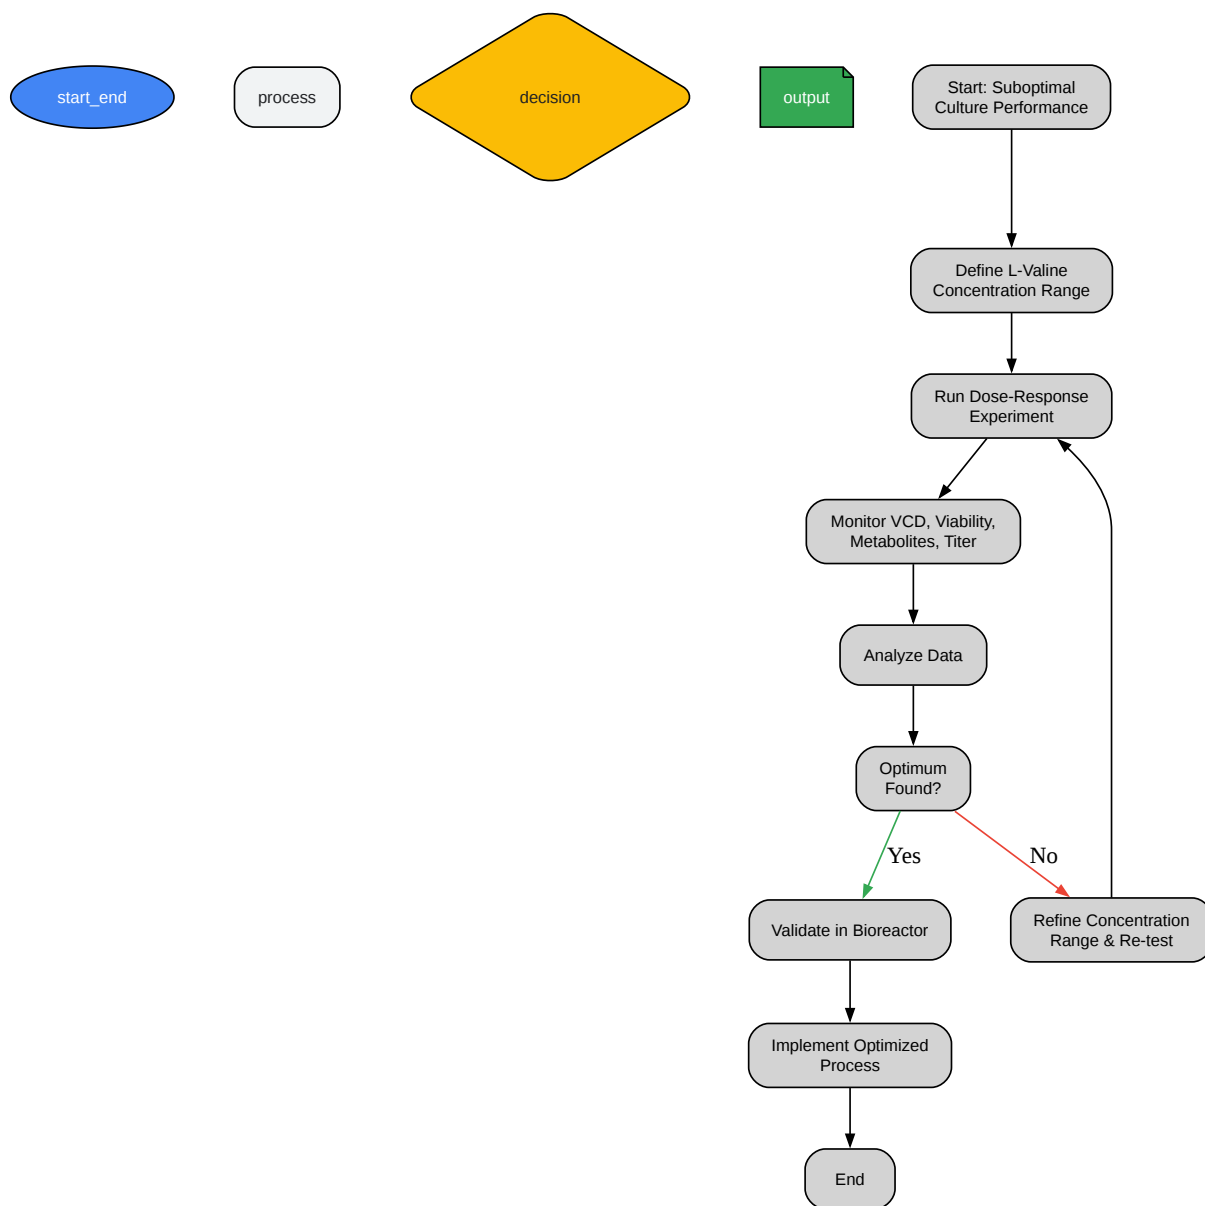 start_end
process
decision
output
Start: Suboptimal
Culture Performance
Define L-Valine
Concentration Range
Run Dose-Response
Experiment
Monitor VCD, Viability,
Metabolites, Titer
Analyze Data
Optimum
Found?
Yes
No
Validate in Bioreactor
Refine Concentration
Range & Re-test
Implement Optimized
Process
End